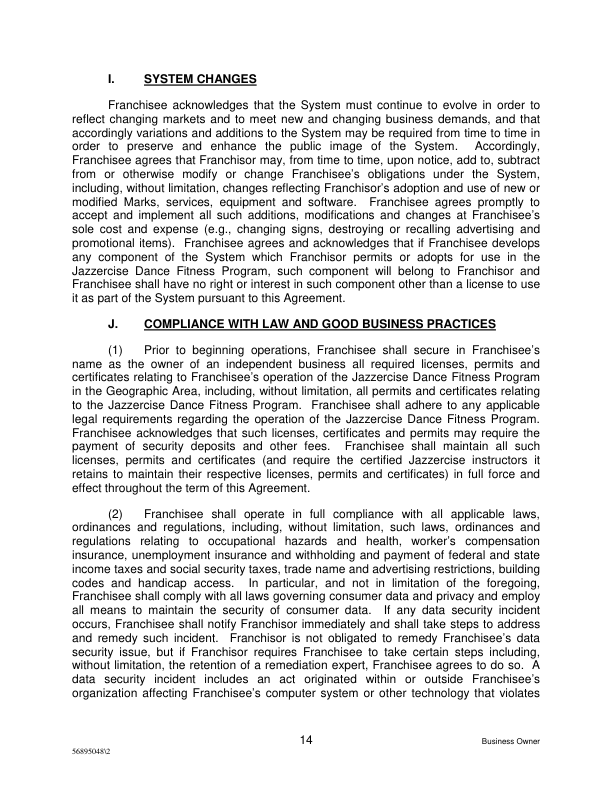 I. SYSTEM CHANGES
Franchisee acknowledges that the System must continue to evolve in order to
reflect changing markets and to meet new and changing business demands, and that
accordingly variations and additions to the System may be required from time to time in
order to preserve and enhance the public image of the System. Accordingly,
Franchisee agrees that Franchisor may, from time to time, upon notice, add to, subtract
from or otherwise modify or change Franchisee's obligations under the System,
including, without limitation, changes reflecting Franchisor's adoption and use of new or
modified Marks, services, equipment and software. Franchisee agrees promptly to
accept and implement all such additions, modifications and changes at Franchisee's
sole cost and expense (e.g., changing signs, destroying or recalling advertising and
promotional items). Franchisee agrees and acknowledges that if Franchisee develops
any component of the System which Franchisor permits or adopts for use in the
Jazzercise Dance Fitness Program, such component will belong to Franchisor and
Franchisee shall have no right or interest in such component other than a license to use
it as part of the System pursuant to this Agreement.
J. COMPLIANCE WITH LAW AND GOOD BUSINESS PRACTICES
(1) Prior to beginning operations, Franchisee shall secure in Franchisee's
name as the owner of an independent business all required licenses, permits and
certificates relating to Franchisee's operation of the Jazzercise Dance Fitness Program
in the Geographic Area, including, without limitation, all permits and certificates relating
to the Jazzercise Dance Fitness Program. Franchisee shall adhere to any applicable
legal requirements regarding the operation of the Jazzercise Dance Fitness Program.
Franchisee acknowledges that such licenses, certificates and permits may require the
payment of security deposits and other fees. Franchisee shall maintain all such
licenses, permits and certificates (and require the certified Jazzercise instructors it
retains to maintain their respective licenses, permits and certificates) in full force and
effect throughout the term of this Agreement.
(2) Franchisee shall operate in full compliance with all applicable laws,
ordinances and regulations, including, without limitation, such laws, ordinances and
regulations relating to occupational hazards and health, worker's compensation
insurance, unemployment insurance and withholding and payment of federal and state
income taxes and social security taxes, trade name and advertising restrictions, building
codes and handicap access. In particular, and not in limitation of the foregoing,
Franchisee shall comply with all laws governing consumer data and privacy and employ
all means to maintain the security of consumer data. If any data security incident
occurs, Franchisee shall notify Franchisor immediately and shall take steps to address
and remedy such incident. Franchisor is not obligated to remedy Franchisee's data
security issue, but if Franchisor requires Franchisee to take certain steps including,
without limitation, the retention of a remediation expert, Franchisee agrees to do so. A
data security incident includes an act originated within or outside Franchisee's
organization affecting Franchisee's computer system or other technology that violates
14
Business Owner
56895048\2